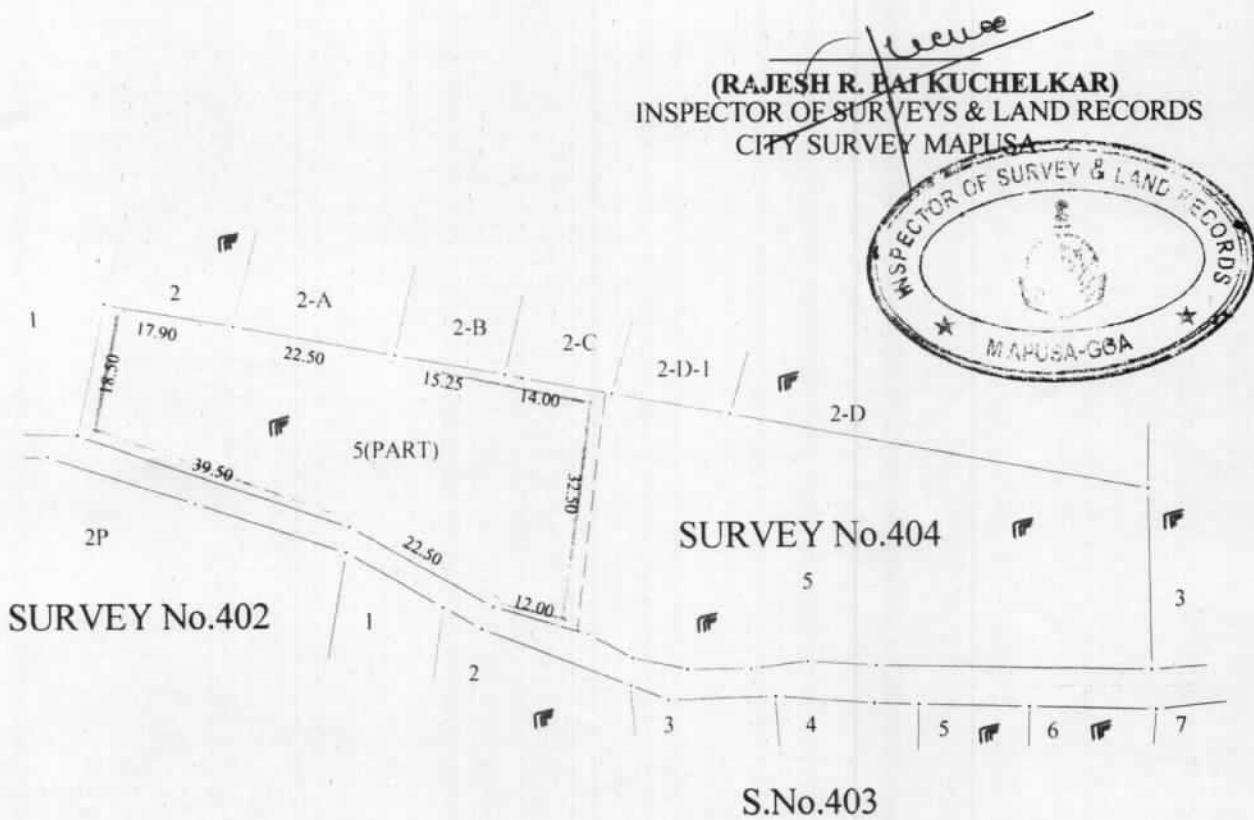 (RAJESH R. PAI KUCHELKAR)
INSPECTOR OF SURVEYS & LAND RECORDS
CITY SURVEY MAPUSA
INSPECTOR OF SURVEY & LAND RECORDS
MAPUSA-GOA
1
2
2-A
2-B
2-C
2-D-1
2-D
17.90
22.50
15.25
14.00
18.50
5(PART)
39.50
32.50
22.50
12.00
SURVEY No.404
5
3
2P
SURVEY No.402
1
2
3
4
5
6
7
S.No.403